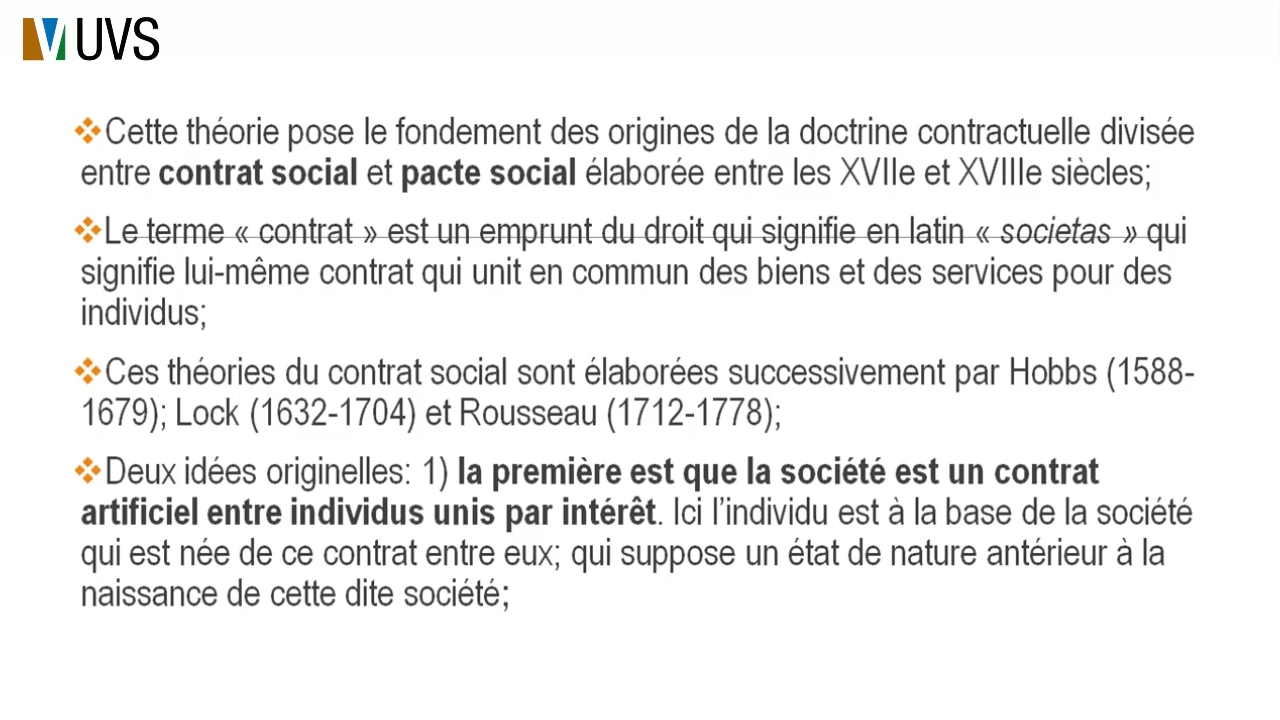 UVS
Cette théorie pose le fondement des origines de la doctrine contractuelle divisée
entre contrat social et pacte social élaborée entre les XVIIe et XVIIIe siècles;
Le terme « contrat » est un emprunt du droit qui signifie en latin « societas » qui
signifie lui-même contrat qui unit en commun des biens et des services pour des
individus;
Ces théories du contrat social sont élaborées successivement par Hobbs (1588-
1679); Lock (1632-1704) et Rousseau (1712-1778);
Deux idées originelles: 1) la première est que la société est un contrat
artificiel entre individus unis par intérêt. Ici l’individu est à la base de la société
qui est née de ce contrat entre eux; qui suppose un état de nature antérieur à la
naissance de cette dite société;